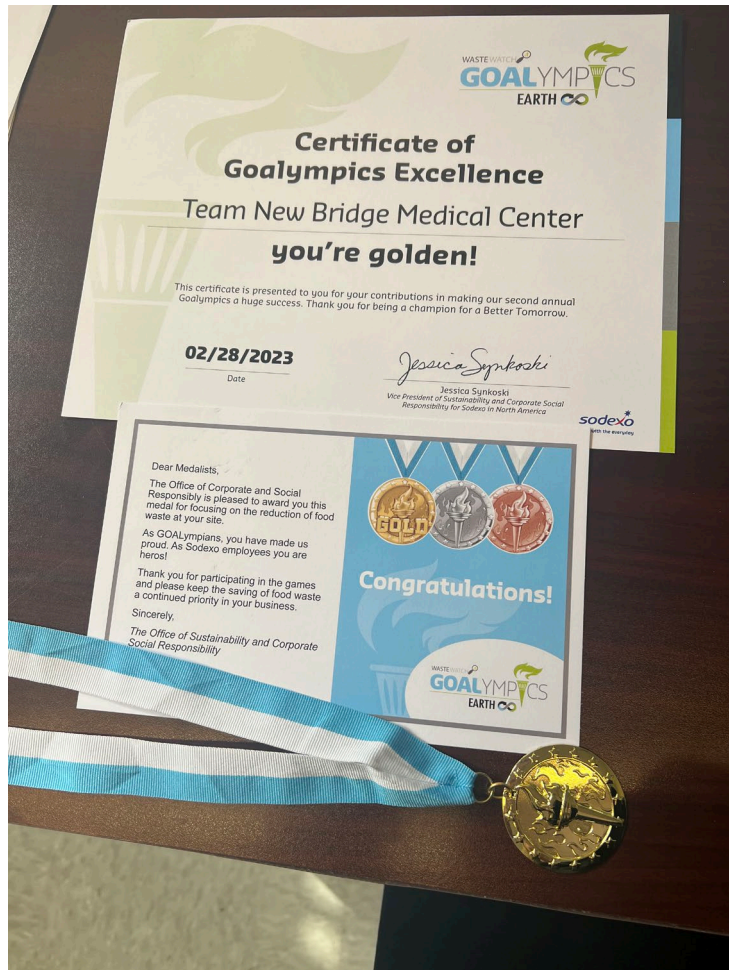 WASTEWATCH
GOALYMPICS
EARTH
Certificate of
Goalympics Excellence
Team New Bridge Medical Center
you're golden!
This certificate is presented to you for your contributions in making our second annual
Goalympics a huge success. Thank you for being a champion for a Better Tomorrow.
02/28/2023
Date
Jessica Synkoski
Jessica Synkoski
Vice President of Sustainability and Corporate Social
Responsibility for Sodexo in North America
sodexo
with the everyday
Dear Medalists,
The Office of Corporate and Social
Responsibly is pleased to award you this
medal for focusing on the reduction of food
waste at your site.
As GOALympians, you have made us
proud. As Sodexo employees you are
heros!
Thank you for participating in the games
and please keep the saving of food waste
a continued priority in your business.
Sincerely,
The Office of Sustainability and Corporate
Social Responsibility
GOLD
Congratulations!
WASTEWATCH
GOALYMPICS
EARTH